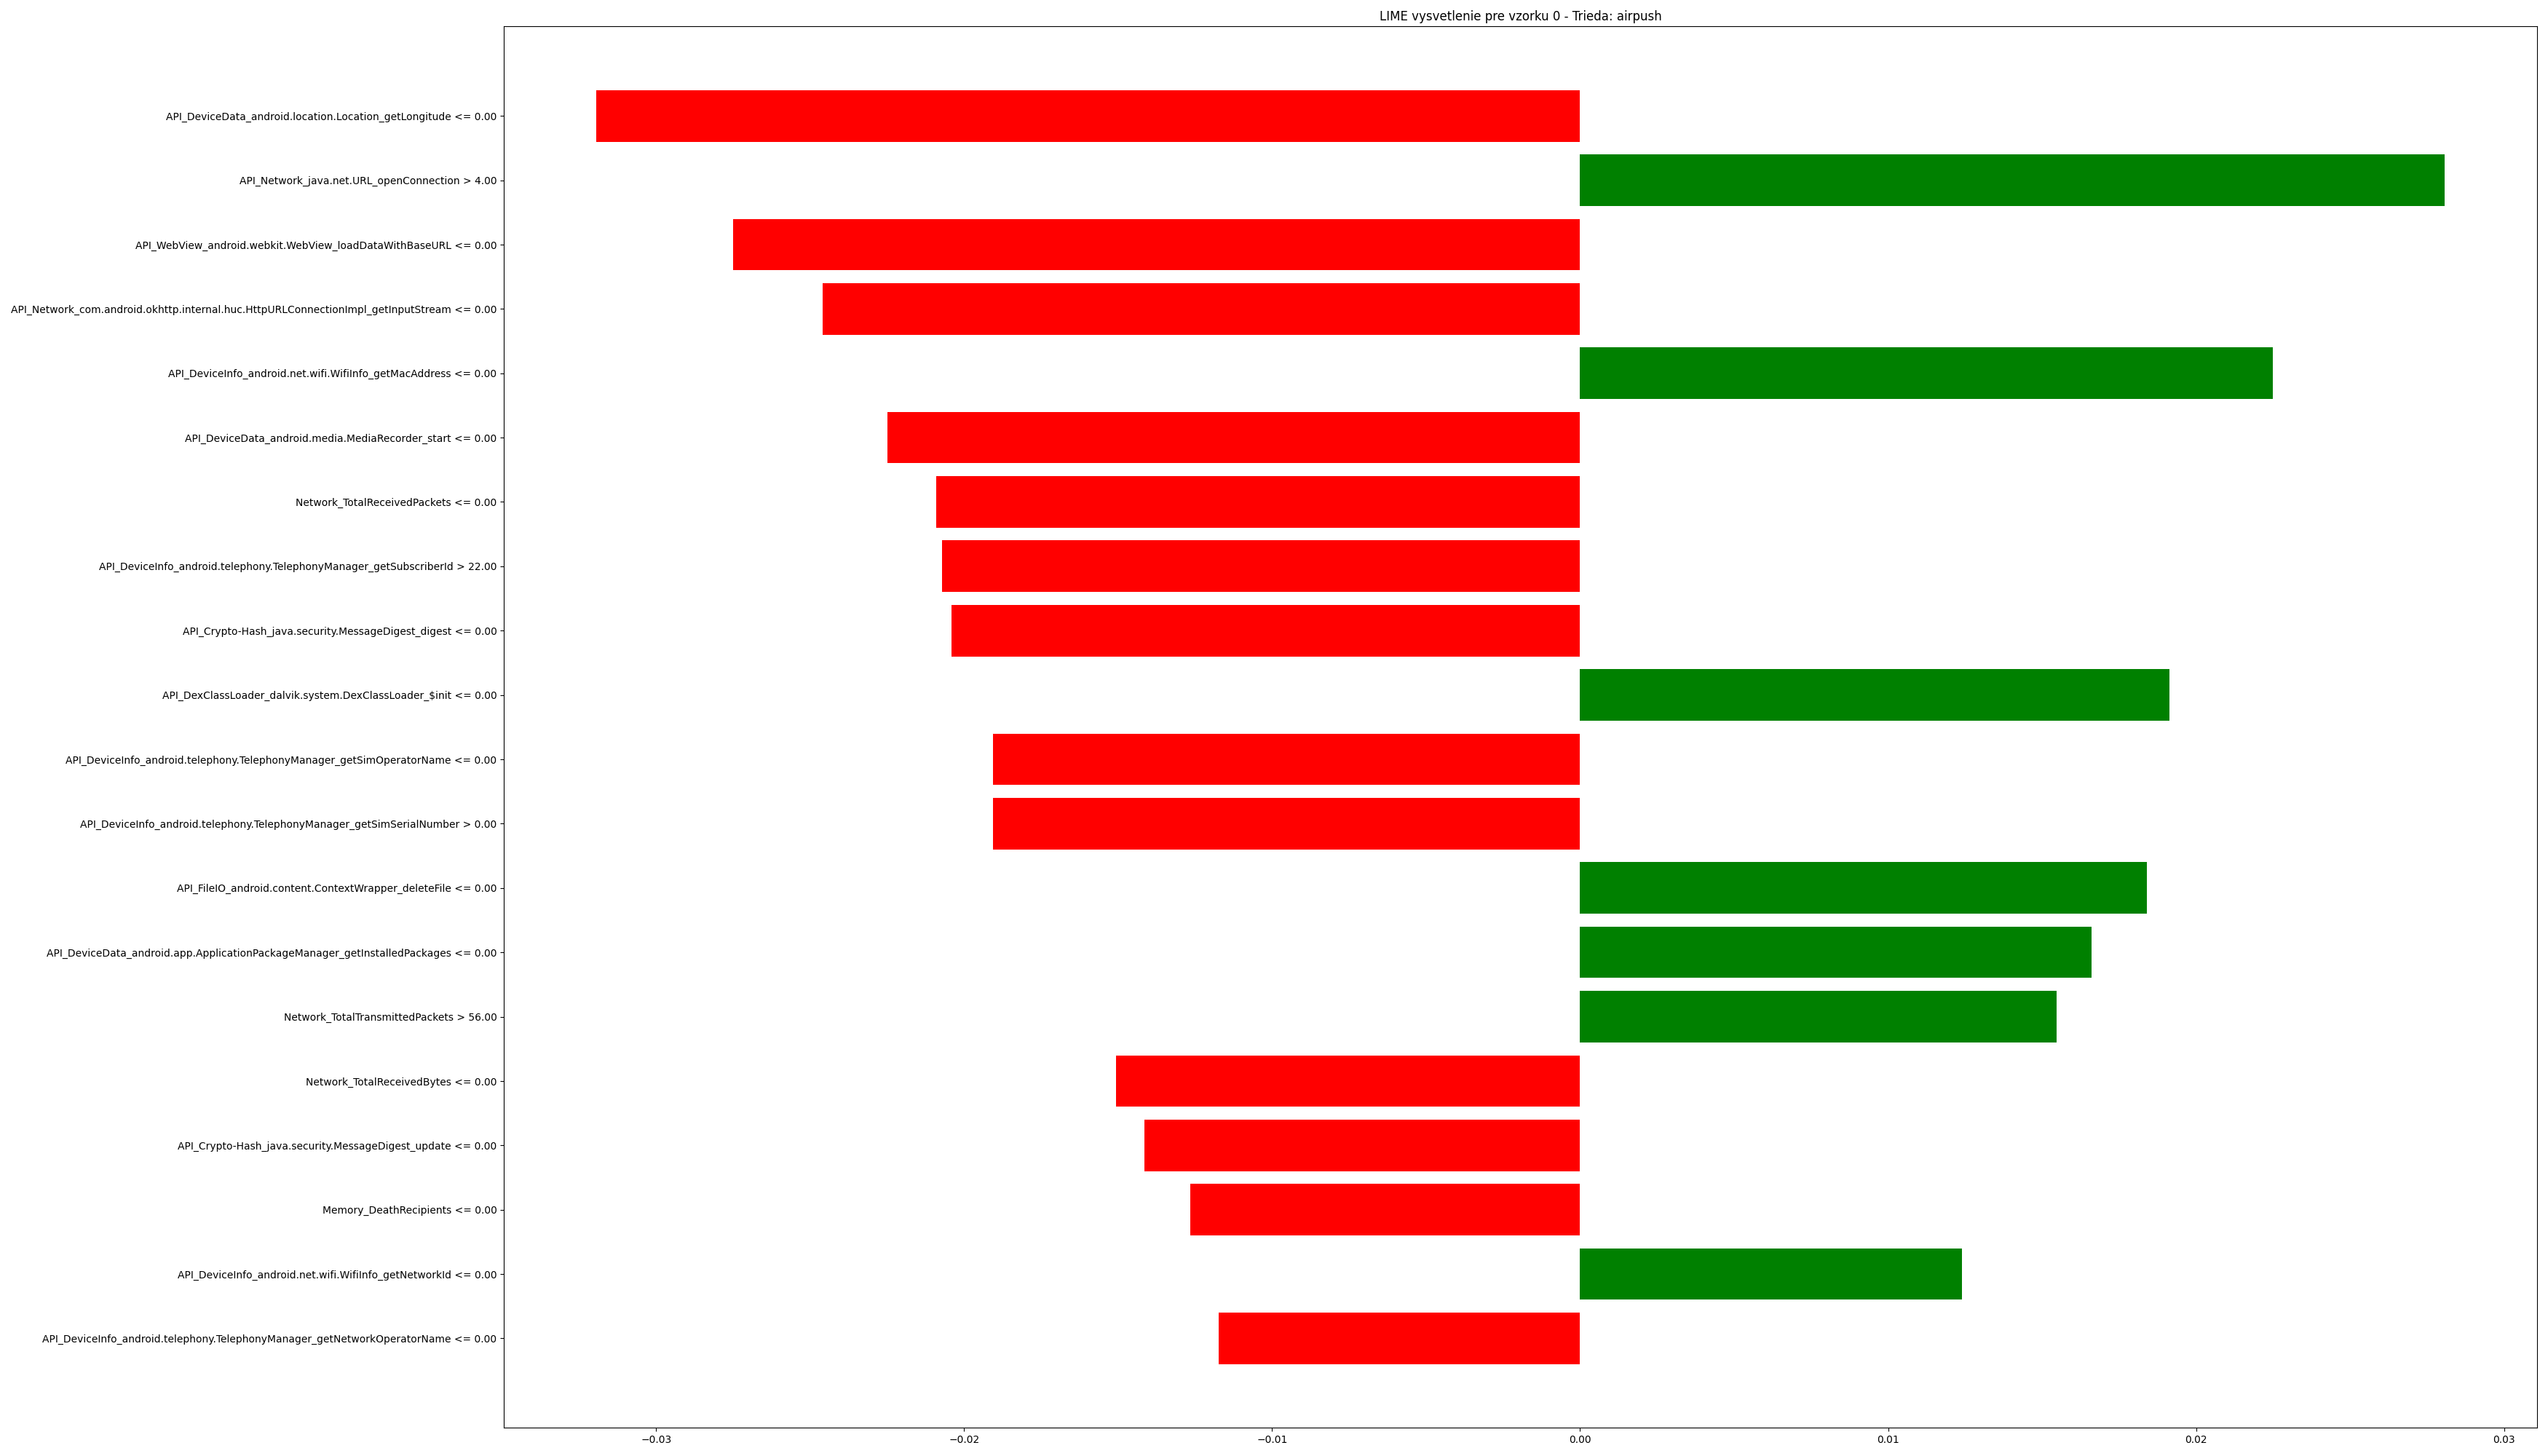 LIME vysvetlenie pre vzorku 0 - Trieda: airpush
API_DeviceData_android.location.Location_getLongitude <= 0.00
API_Network_java.net.URL_openConnection > 4.00
API_WebView_android.webkit.WebView_loadDataWithBaseURL <= 0.00
API_Network_com.android.okhttp.internal.huc.HttpURLConnectionImpl_getInputStream <= 0.00
API_DeviceInfo_android.net.wifi.WifiInfo_getMacAddress <= 0.00
API_DeviceData_android.media.MediaRecorder_start <= 0.00
Network_TotalReceivedPackets <= 0.00
API_DeviceInfo_android.telephony.TelephonyManager_getSubscriberId > 22.00
API_Crypto-Hash_java.security.MessageDigest_digest <= 0.00
API_DexClassLoader_dalvik.system.DexClassLoader_$init <= 0.00
API_DeviceInfo_android.telephony.TelephonyManager_getSimOperatorName <= 0.00
API_DeviceInfo_android.telephony.TelephonyManager_getSimSerialNumber > 0.00
API_FileIO_android.content.ContextWrapper_deleteFile <= 0.00
API_DeviceData_android.app.ApplicationPackageManager_getInstalledPackages <= 0.00
Network_TotalTransmittedPackets > 56.00
Network_TotalReceivedBytes <= 0.00
API_Crypto-Hash_java.security.MessageDigest_update <= 0.00
Memory_DeathRecipients <= 0.00
API_DeviceInfo_android.net.wifi.WifiInfo_getNetworkId <= 0.00
API_DeviceInfo_android.telephony.TelephonyManager_getNetworkOperatorName <= 0.00
−0.03 −0.02 −0.01 0.00 0.01 0.02 0.03